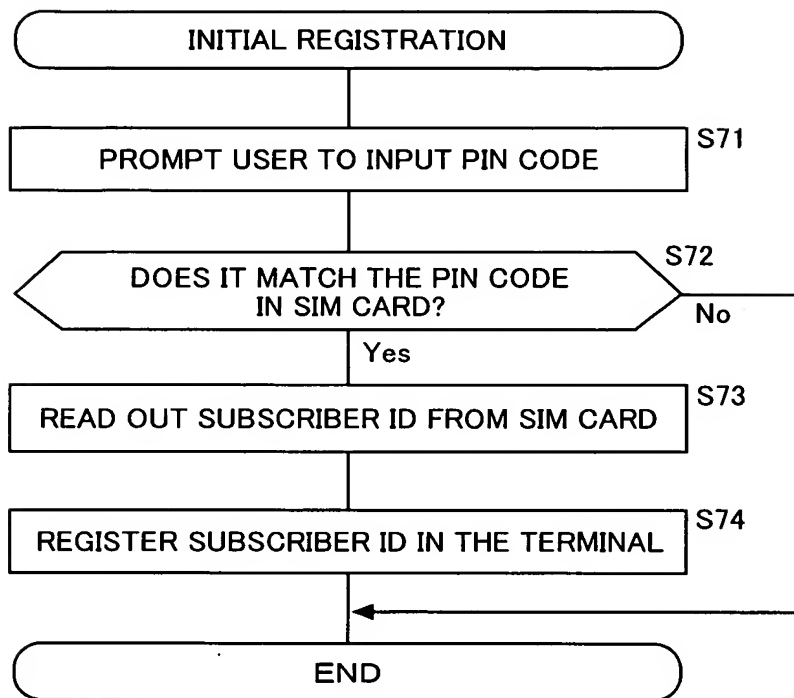 INITIAL REGISTRATION
S71
PROMPT USER TO INPUT PIN CODE
S72
DOES IT MATCH THE PIN CODE
IN SIM CARD?
No
Yes
S73
READ OUT SUBSCRIBER ID FROM SIM CARD
S74
REGISTER SUBSCRIBER ID IN THE TERMINAL
END